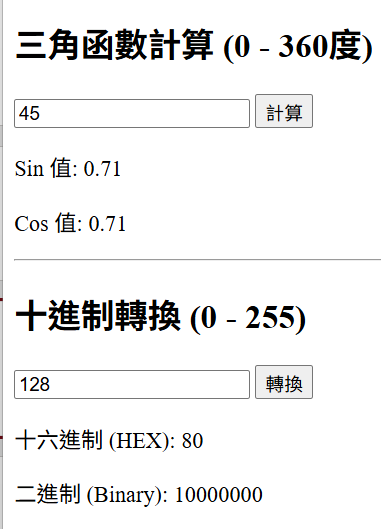 三角函數計算 (0 - 360度)
45 計算
Sin 值: 0.71
Cos 值: 0.71
十進制轉換 (0 - 255)
128 轉換
十六進制 (HEX): 80
二進制 (Binary): 10000000